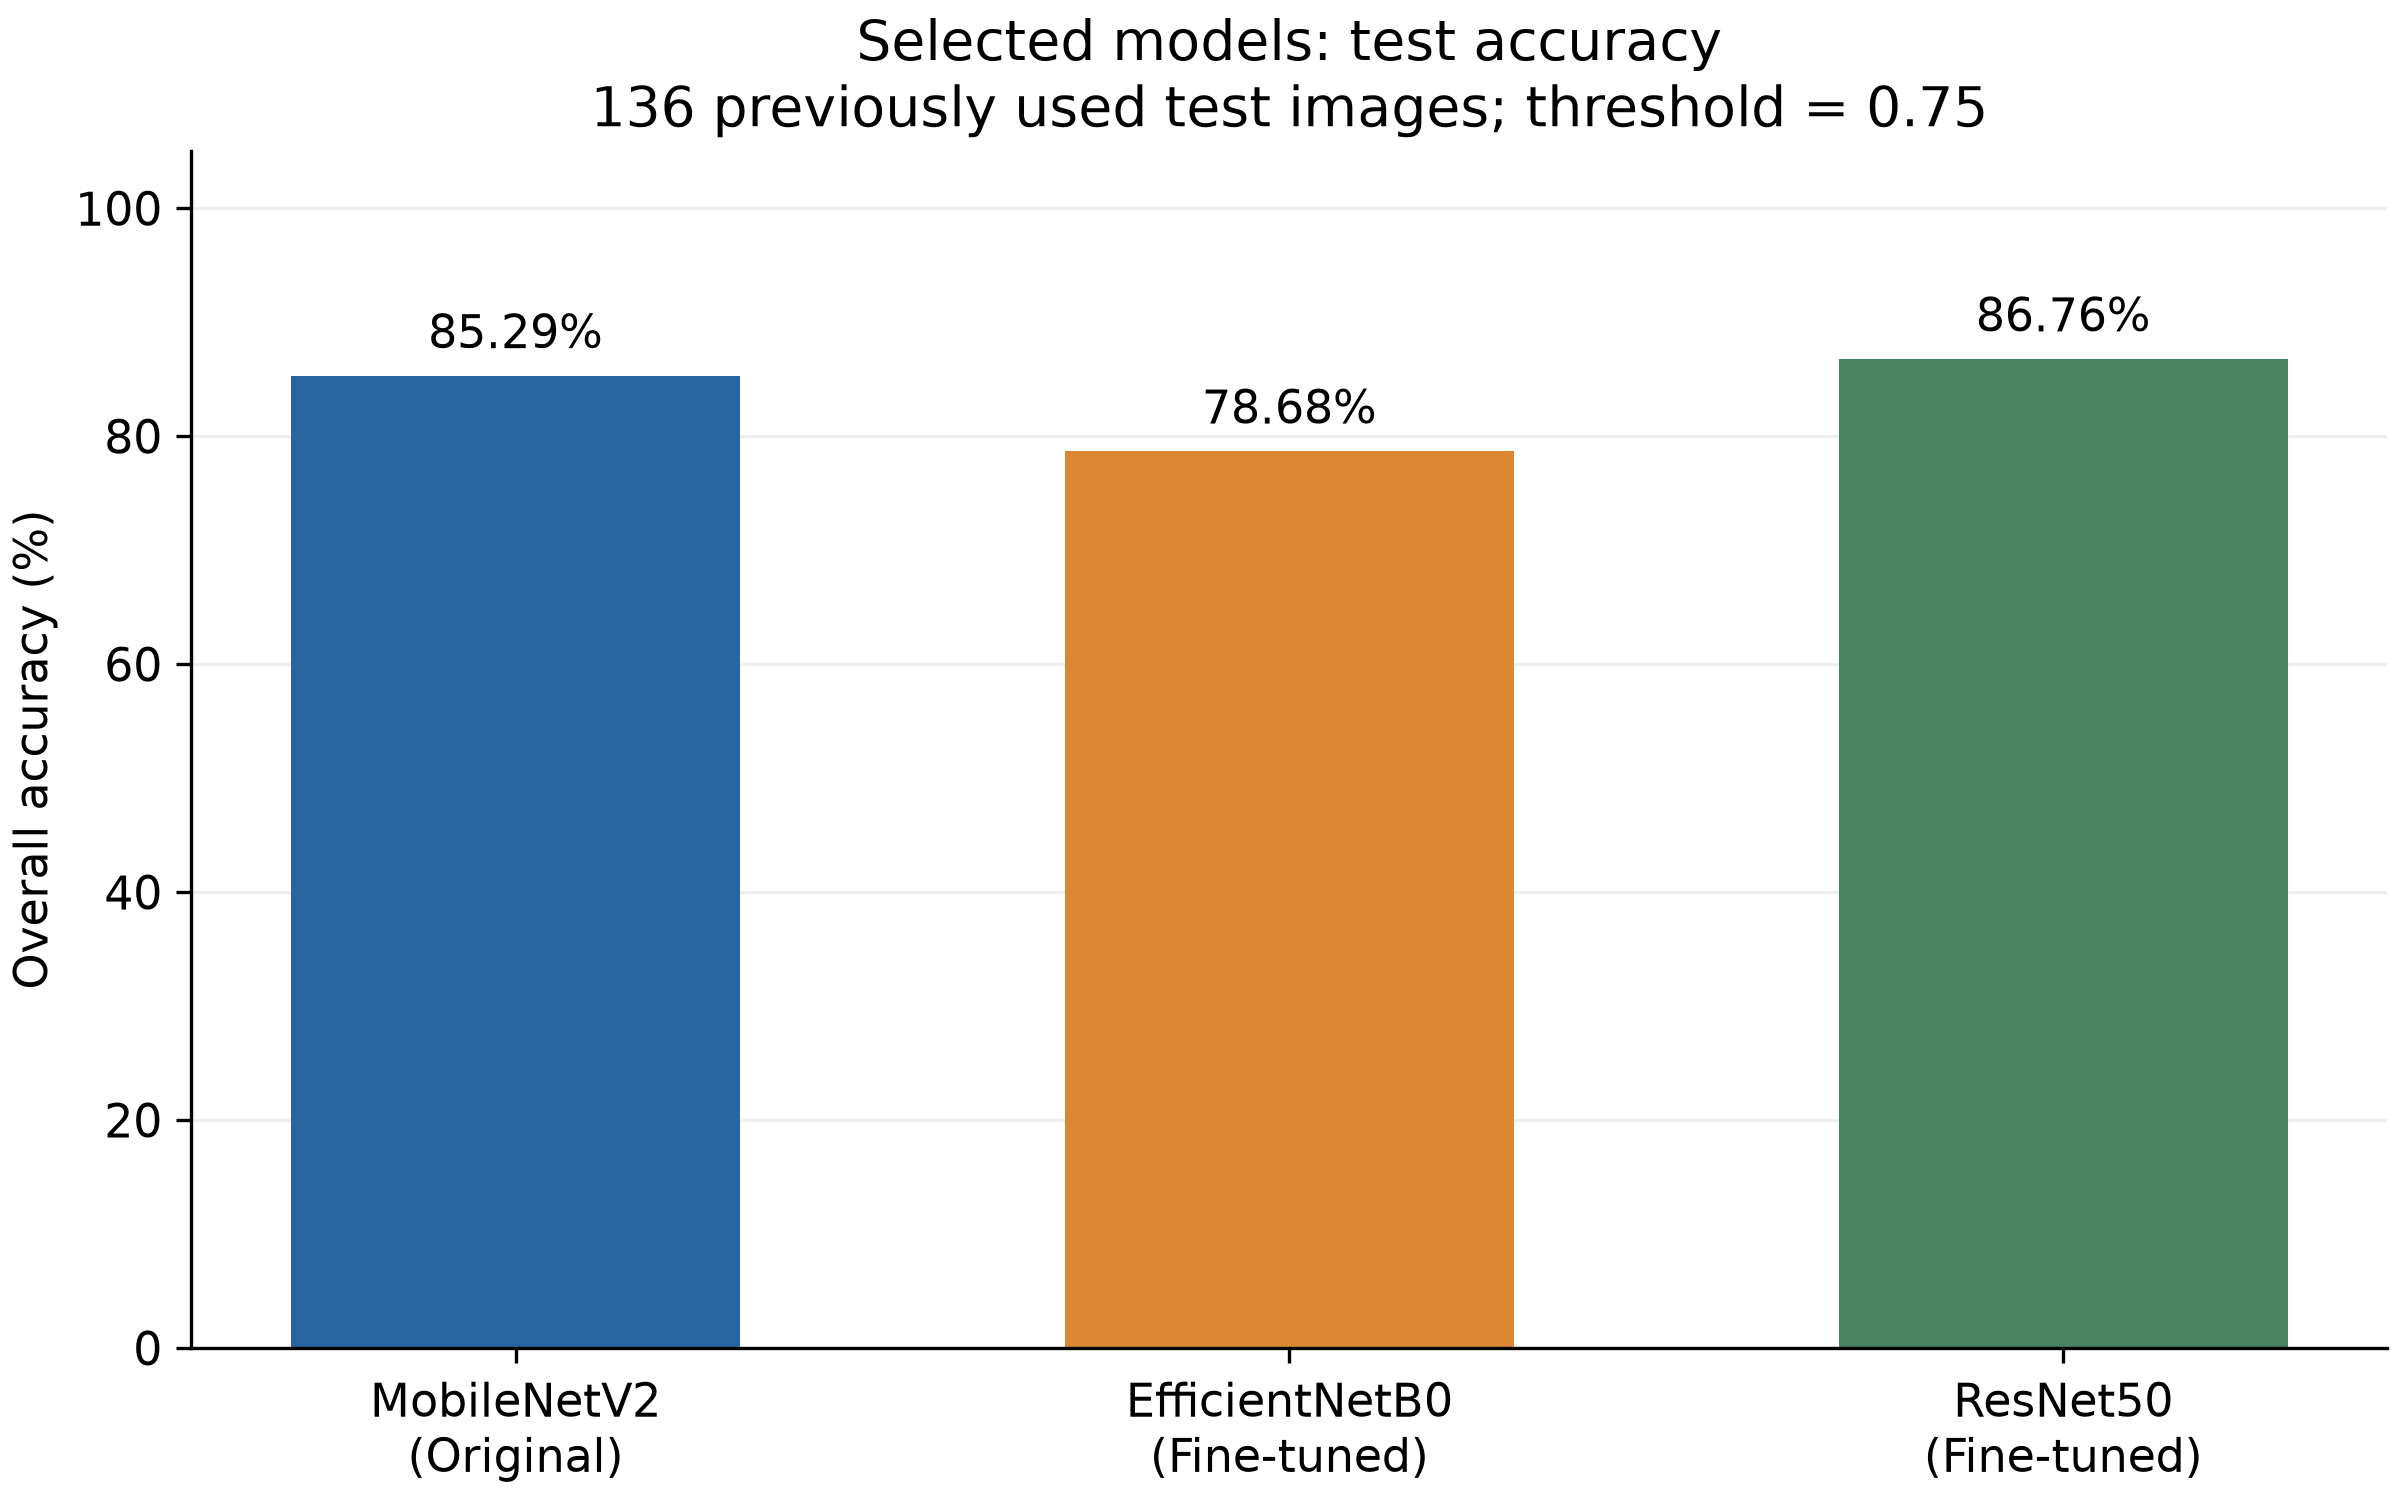 Selected models: test accuracy
136 previously used test images; threshold = 0.75
Overall accuracy (%)
100
80
60
40
20
0
85.29%
78.68%
86.76%
MobileNetV2
(Original)
EfficientNetB0
(Fine-tuned)
ResNet50
(Fine-tuned)